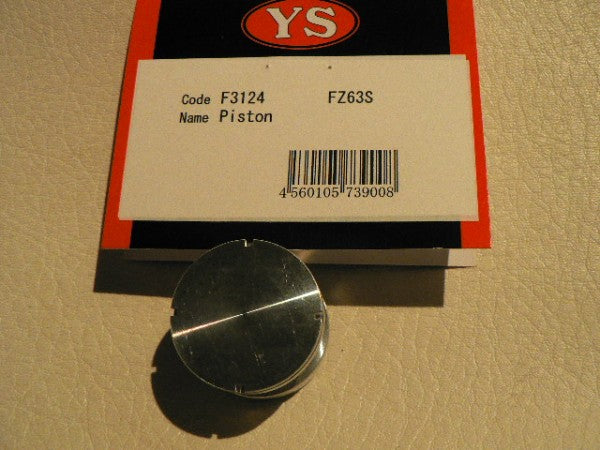 YS
Code F3124 FZ63S
Name Piston
4 560105 739008